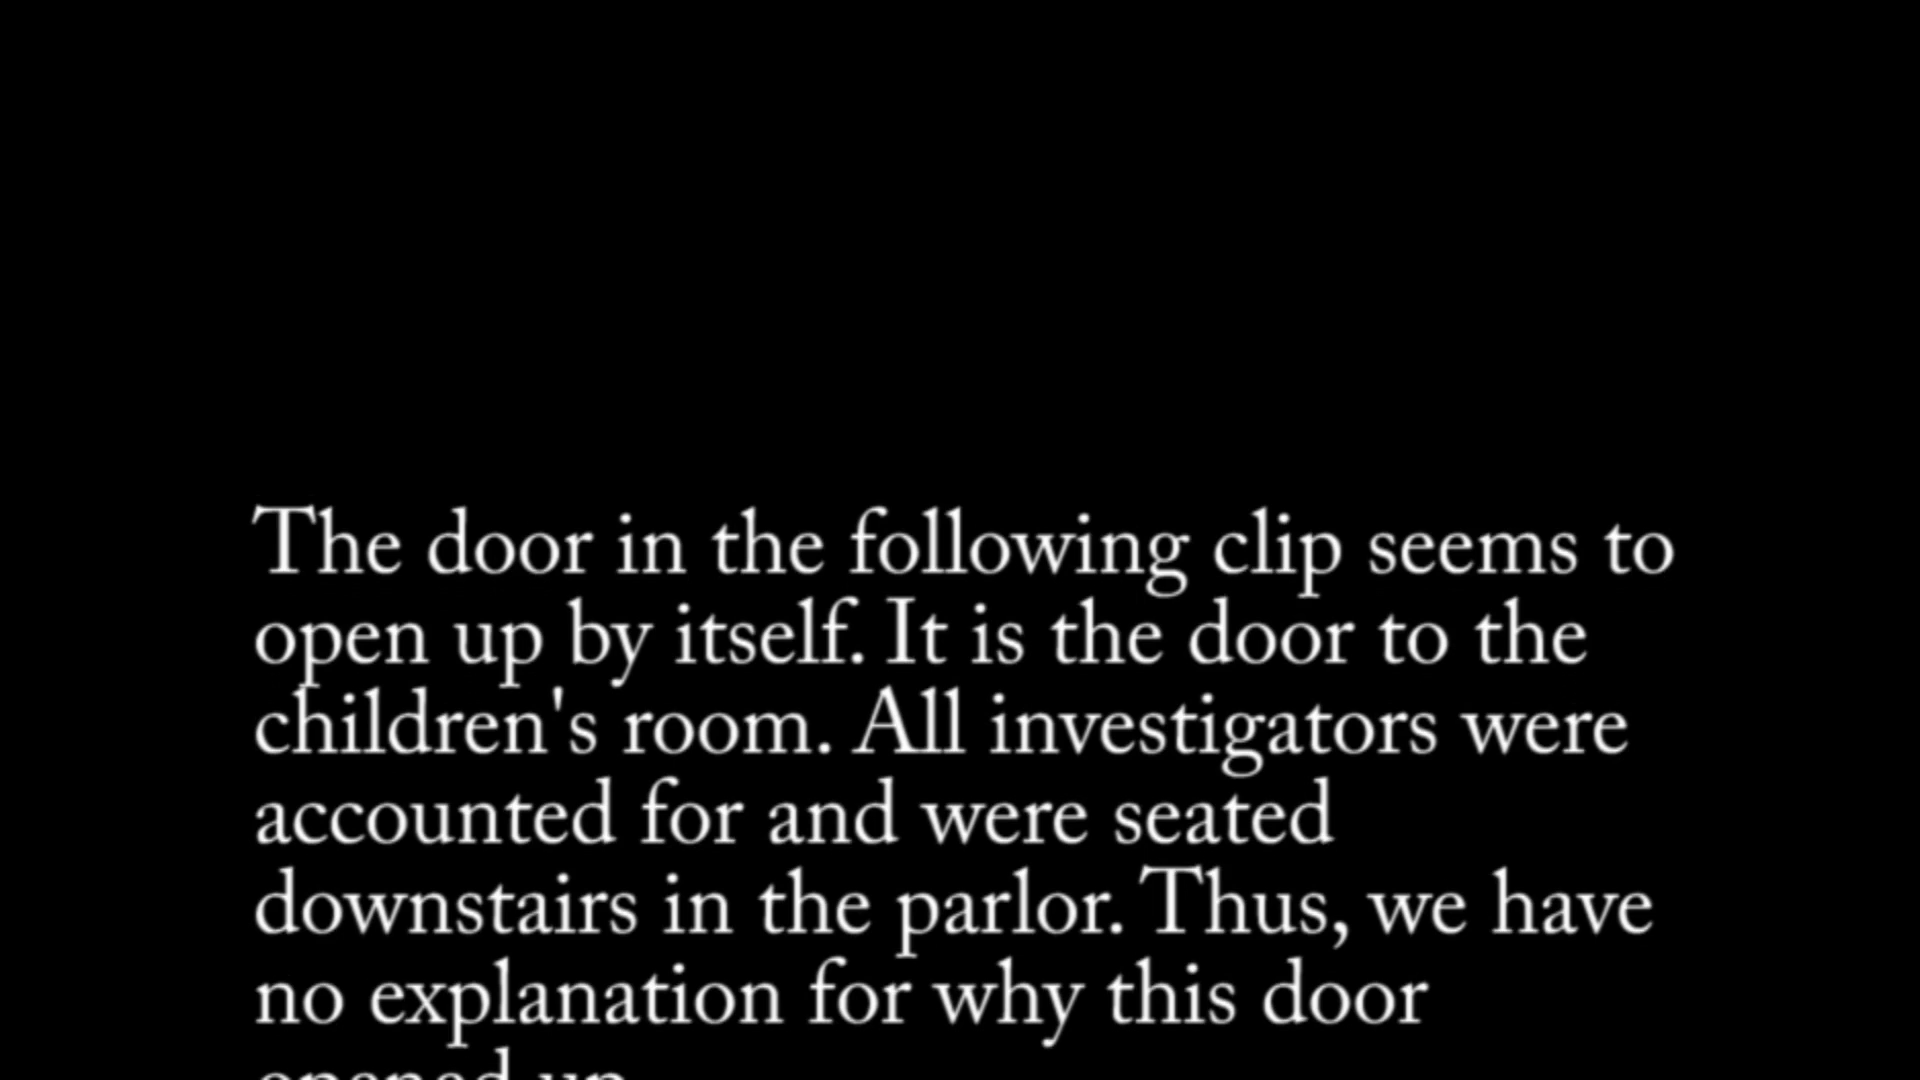 The door in the following clip seems to
open up by itself. It is the door to the
children's room. All investigators were
accounted for and were seated
downstairs in the parlor. Thus, we have
no explanation for why this door
opened up